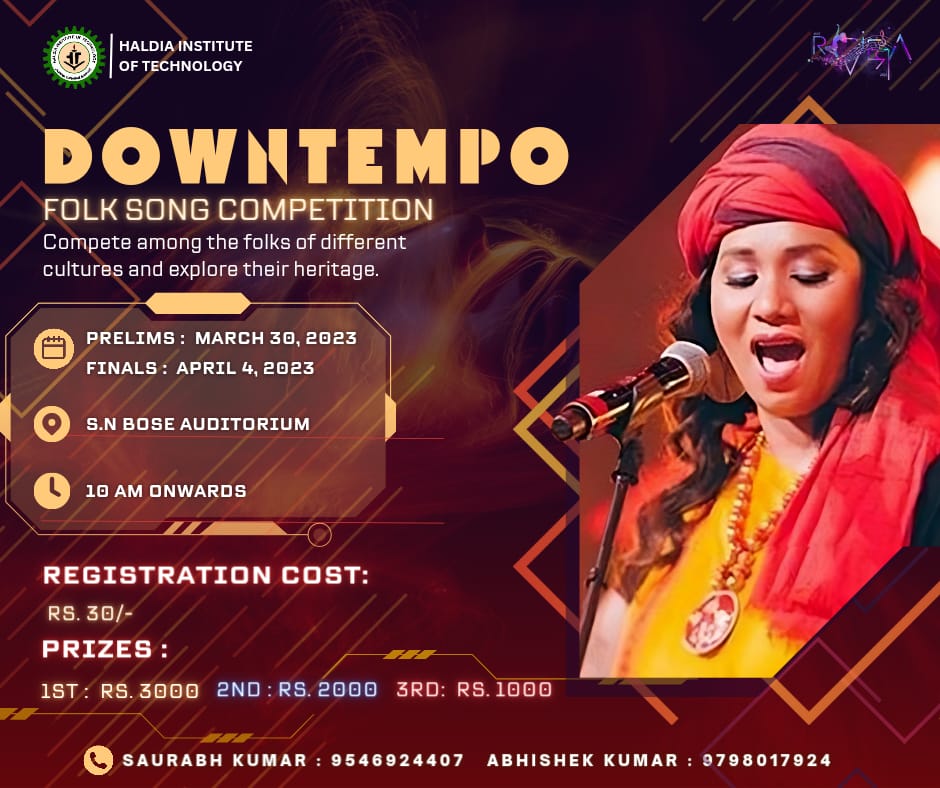 HALDIA INSTITUTE
OF TECHNOLOGY
DOWNTEMPO
FOLK SONG COMPETITION
Compete among the folks of different
cultures and explore their heritage.
PRELIMS : MARCH 30, 2023
FINALS : APRIL 4, 2023
S.N BOSE AUDITORIUM
10 AM ONWARDS
REGISTRATION COST:
RS. 30/-
PRIZES :
1ST : RS. 3000 2ND : RS. 2000 3RD: RS. 1000
SAURABH KUMAR : 9546924407 ABHISHEK KUMAR : 9798017924